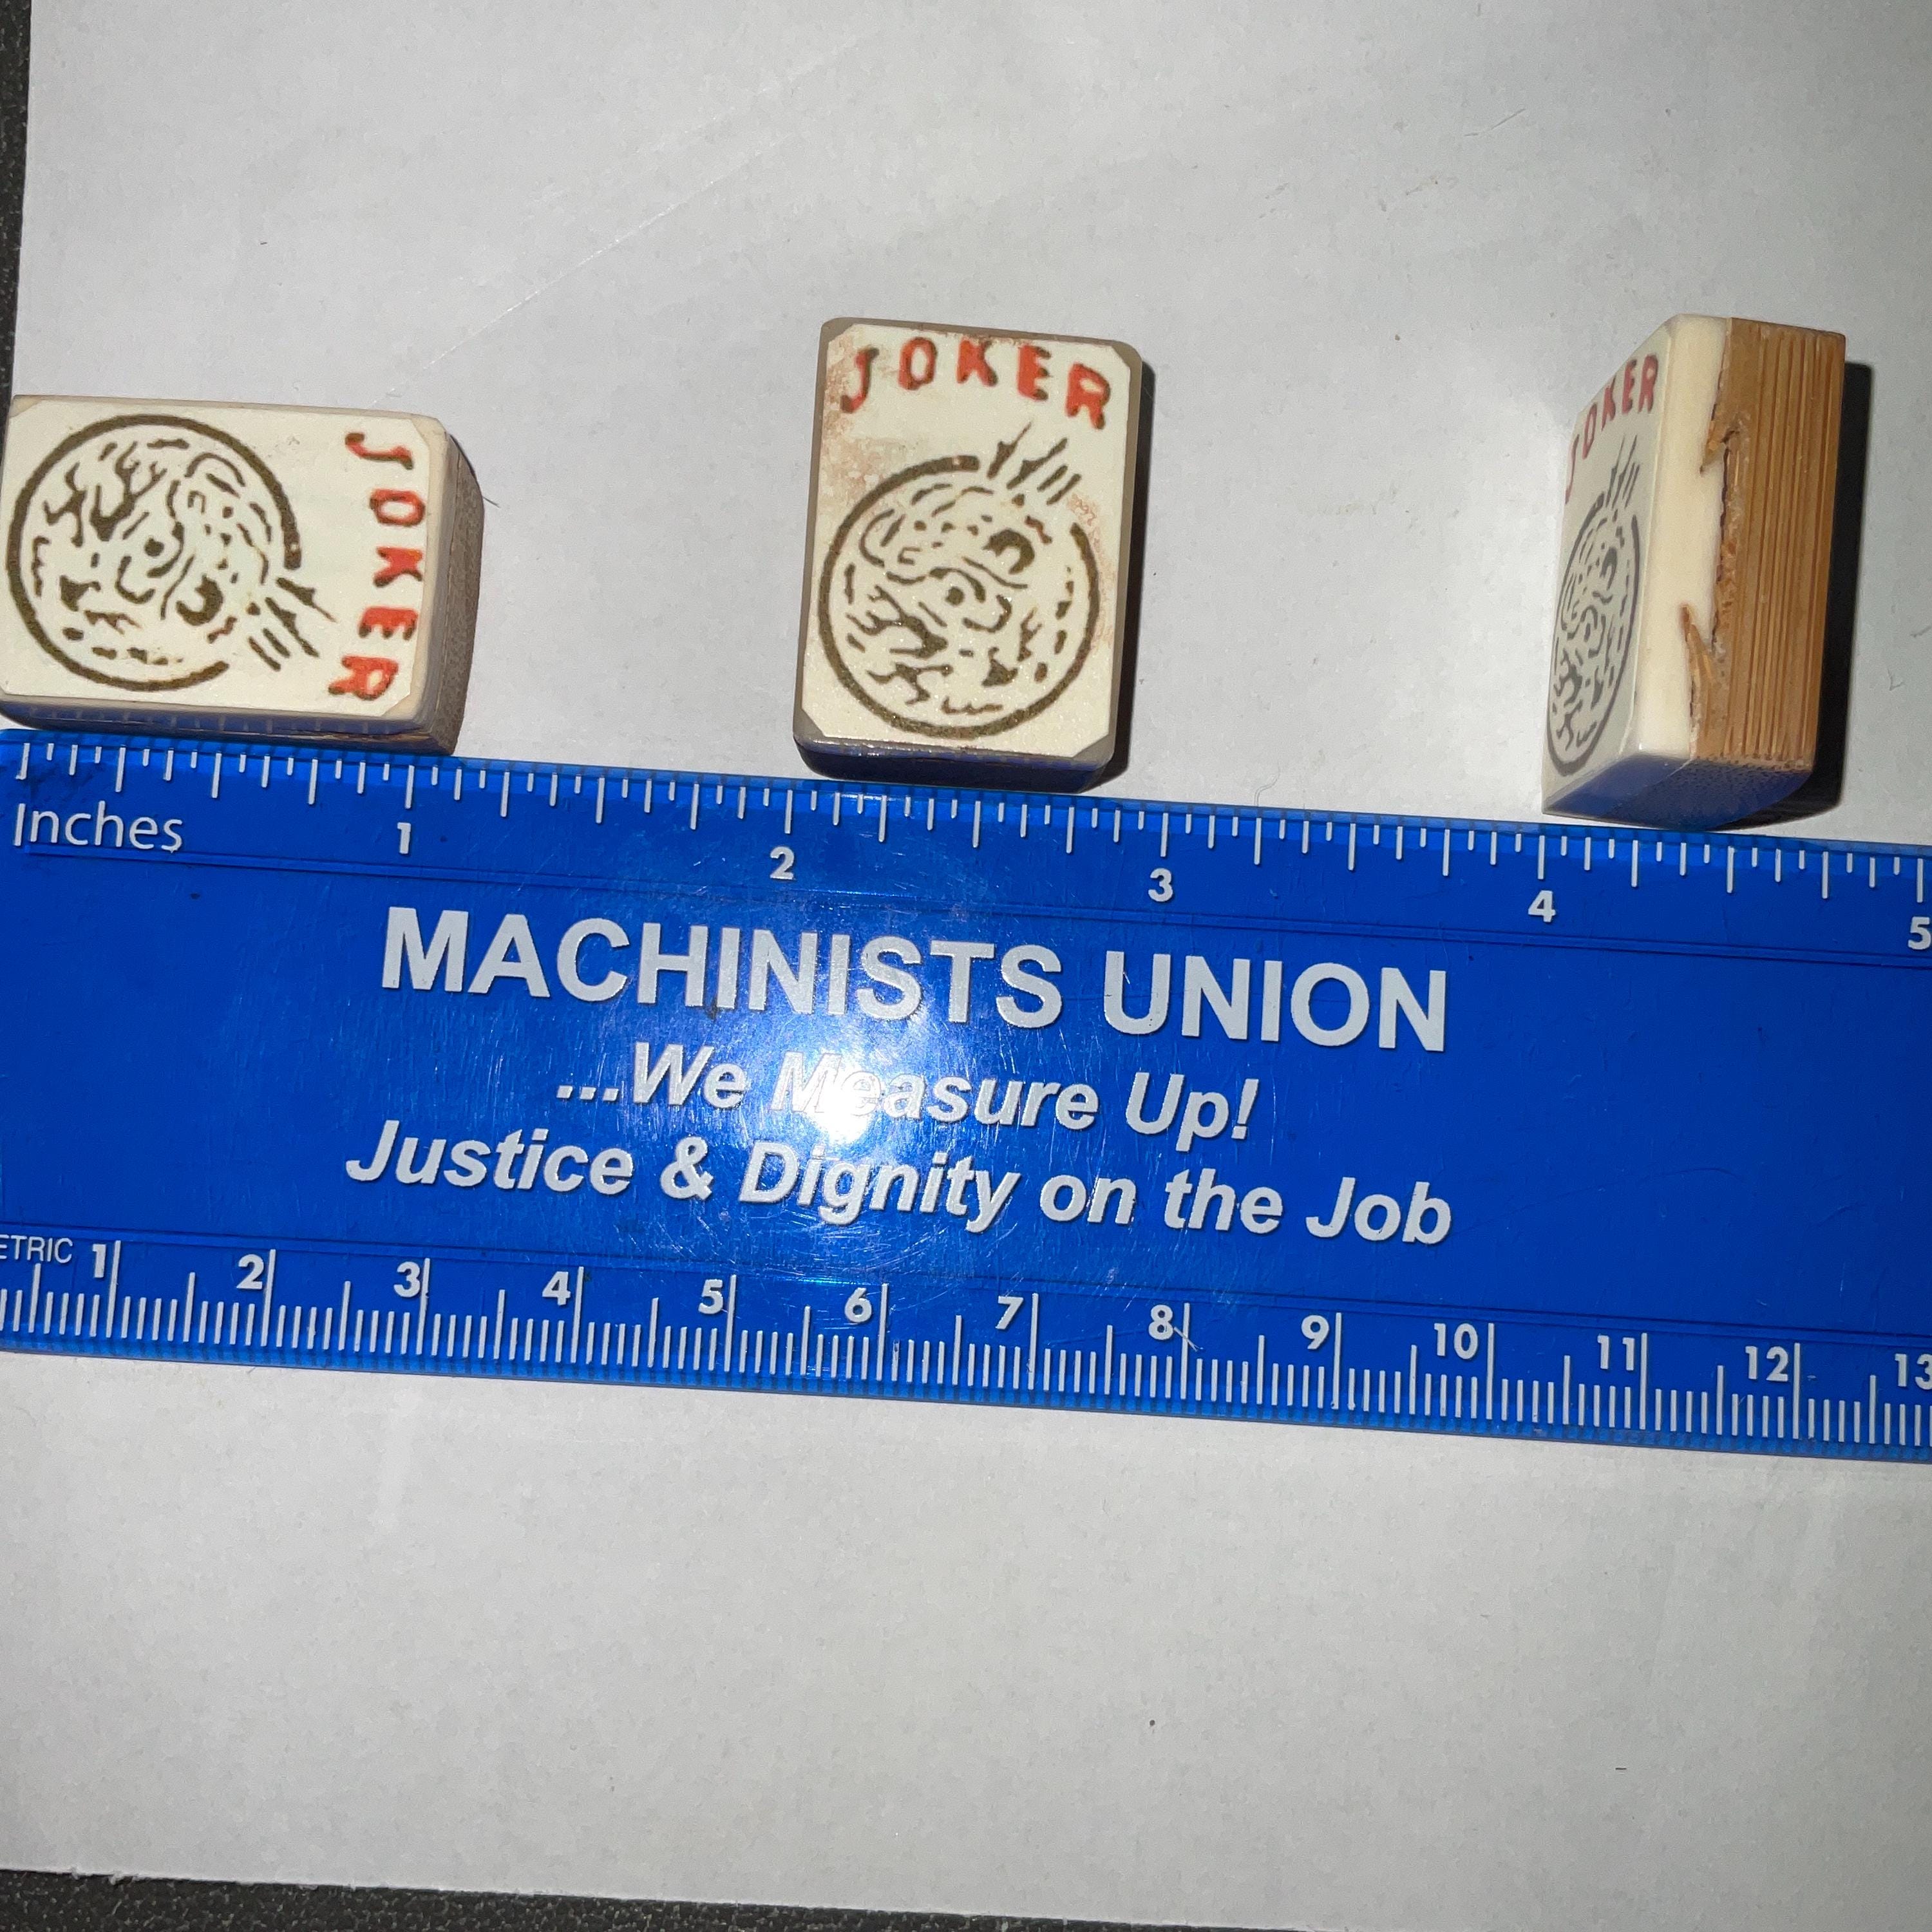 JOKER
JOKER
JOKER
Inches
1 2 3 4 5
MACHINISTS UNION
...We Measure Up!
Justice & Dignity on the Job
ETRIC 1 2 3 4 5 6 7 8 9 10 11 12 13